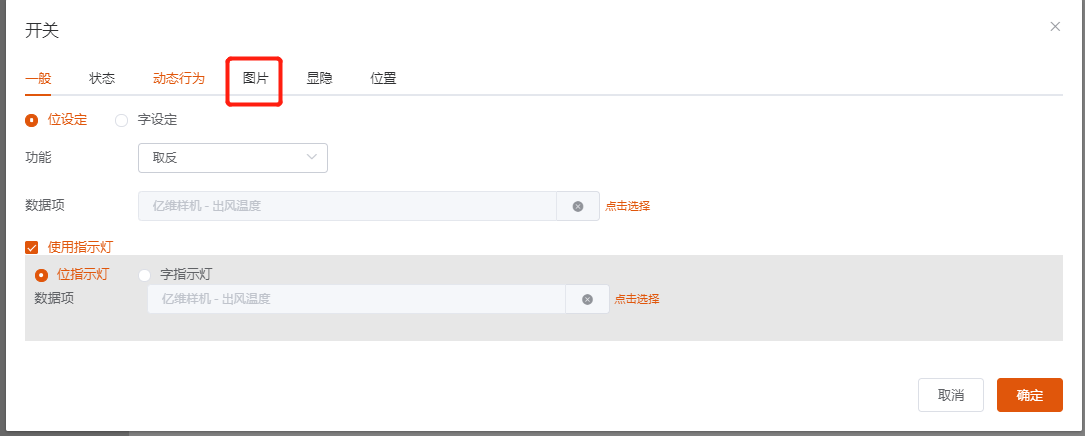 开关
一般 状态 动态行为 图片 显隐 位置
位设定 字设定
功能 取反
数据项 亿维样机 - 出风温度 点击选择
使用指示灯
位指示灯 字指示灯
数据项 亿维样机 - 出风温度 点击选择
取消 确定